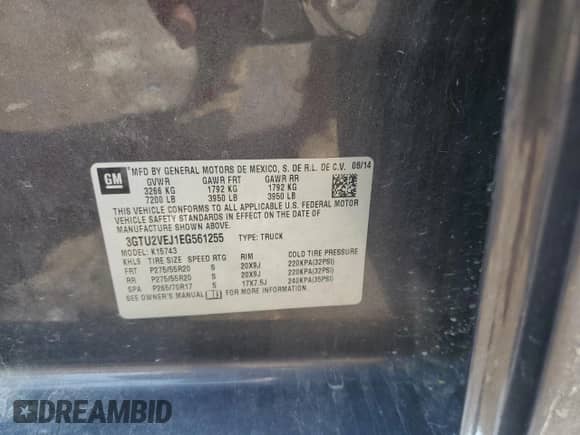 GM
MFD BY GENERAL MOTORS DE MEXICO, S. DE R.L. DE C.V. 08/14
GVWR GAWR FRT GAWR RR
3266 KG 1792 KG 1792 KG
7200 LB 3950 LB 3950 LB
THIS VEHICLE CONFORMS TO ALL APPLICABLE U.S. FEDERAL MOTOR
VEHICLE SAFETY STANDARDS IN EFFECT ON THE DATE OF
MANUFACTURE SHOWN ABOVE.
3GTU2VEJ1EG561255 TYPE: TRUCK
MODEL: K15743
KHLS TIRE SIZE SPEED RTG RIM COLD TIRE PRESSURE
FRT P275/55R20 S 20X9J 220KPA(32PSI)
RR P275/55R20 S 20X9J 220KPA(32PSI)
SPA P265/70R17 S 17X7.5J 240KPA(35PSI)
SEE OWNER'S MANUAL FOR MORE INFORMATION.
DREAMBID